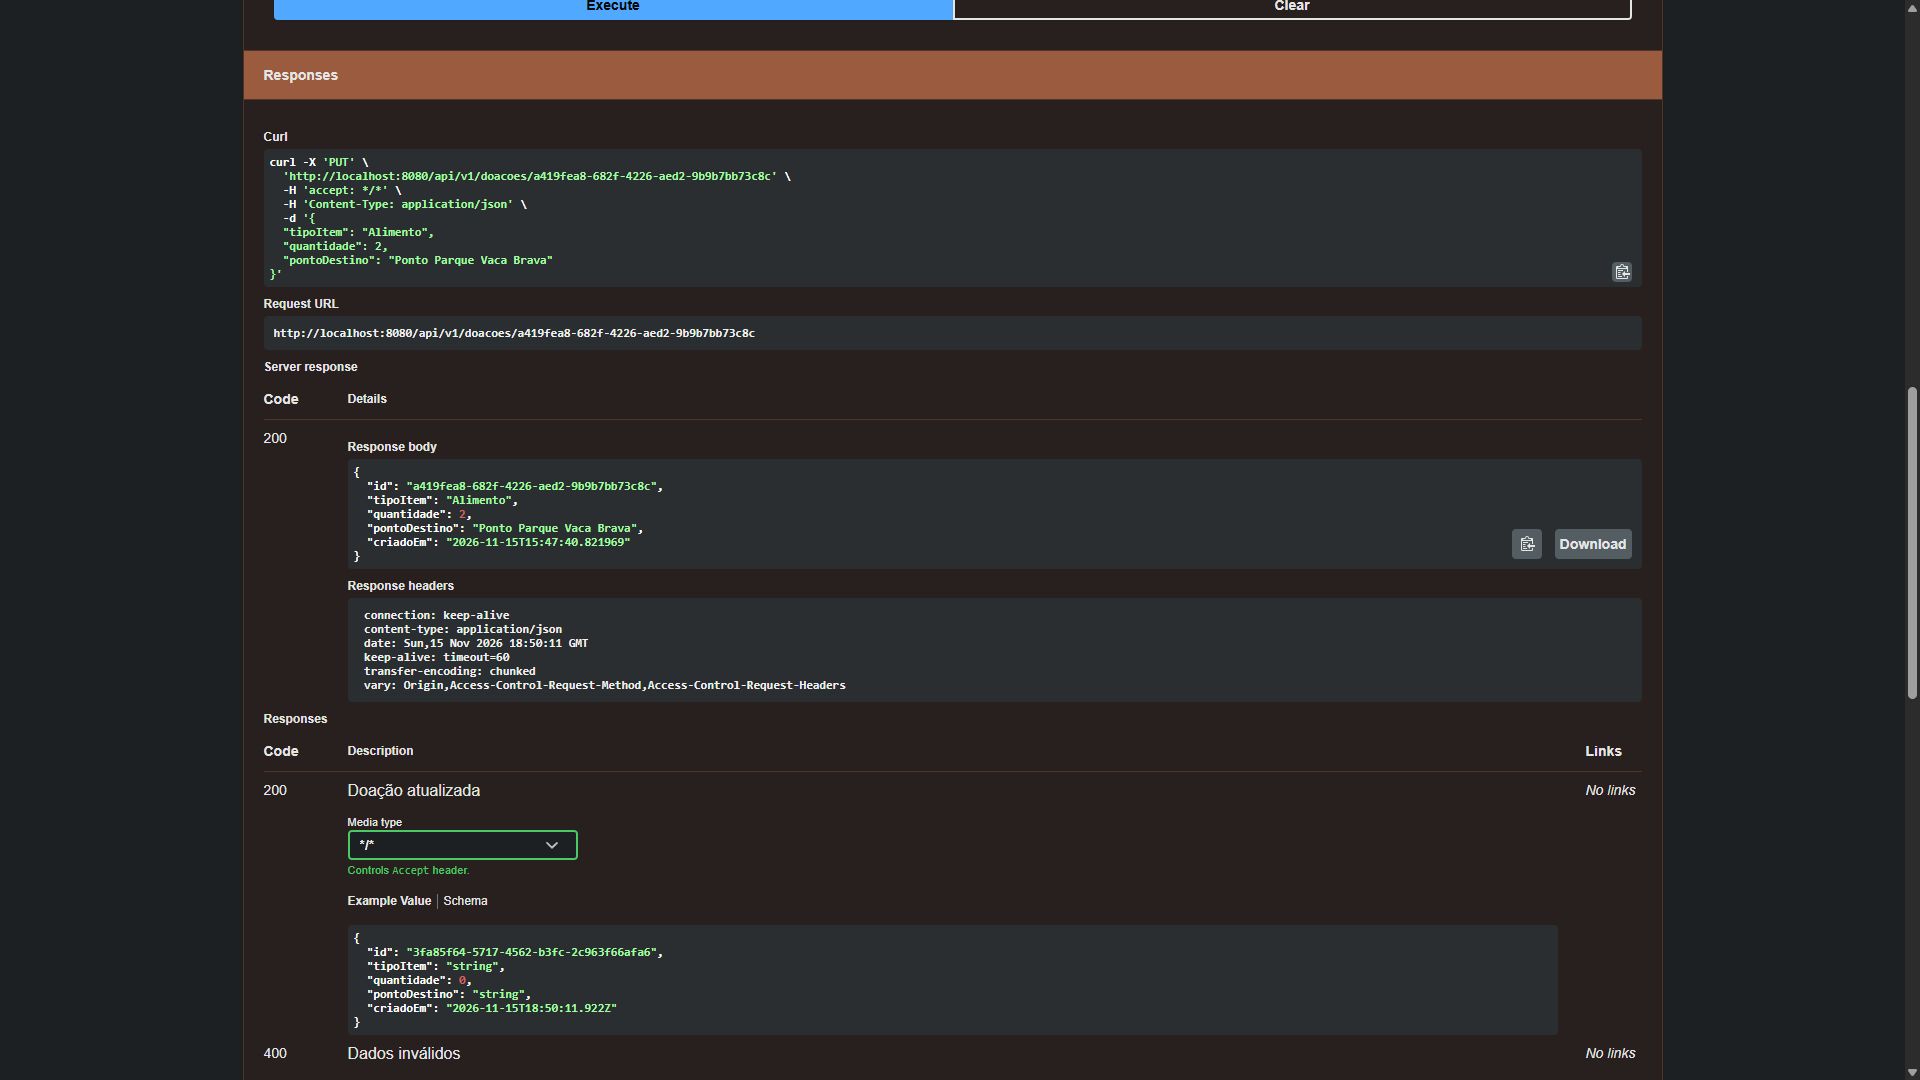 Execute
Clear
Responses
Curl
curl -X 'PUT' \
  'http://localhost:8080/api/v1/doacoes/a419fea8-682f-4226-aed2-9b9b7bb73c8c' \
  -H 'accept: */*' \
  -H 'Content-Type: application/json' \
  -d '{
  "tipoItem": "Alimento",
  "quantidade": 2,
  "pontoDestino": "Ponto Parque Vaca Brava"
}'
Request URL
http://localhost:8080/api/v1/doacoes/a419fea8-682f-4226-aed2-9b9b7bb73c8c
Server response
Code Details
200
Response body
{
  "id": "a419fea8-682f-4226-aed2-9b9b7bb73c8c",
  "tipoItem": "Alimento",
  "quantidade": 2,
  "pontoDestino": "Ponto Parque Vaca Brava",
  "criadoEm": "2026-11-15T15:47:40.821969"
}
Download
Response headers
connection: keep-alive
content-type: application/json
date: Sun,15 Nov 2026 18:50:11 GMT
keep-alive: timeout=60
transfer-encoding: chunked
vary: Origin,Access-Control-Request-Method,Access-Control-Request-Headers
Responses
Code Description Links
200 Doação atualizada No links
Media type
*/*
Controls Accept header.
Example Value | Schema
{
  "id": "3fa85f64-5717-4562-b3fc-2c963f66afa6",
  "tipoItem": "string",
  "quantidade": 0,
  "pontoDestino": "string",
  "criadoEm": "2026-11-15T18:50:11.922Z"
}
400 Dados inválidos No links